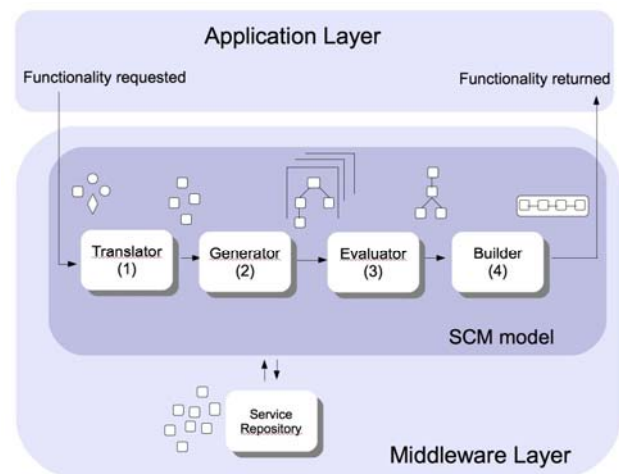 Application Layer
Functionality requested
Functionality returned
Translator
(1)
Generator
(2)
Evaluator
(3)
Builder
(4)
SCM model
Service
Repository
Middleware Layer